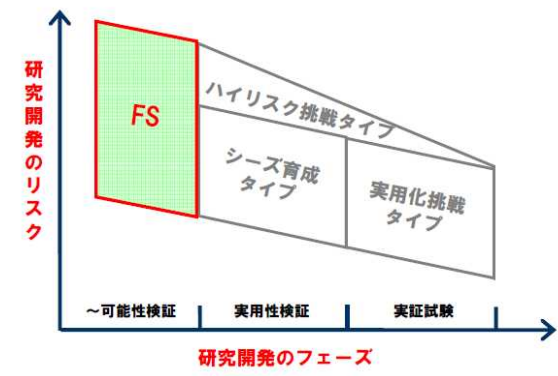 研究開発のリスク
FS
ハイリスク挑戦タイプ
シーズ育成
タイプ
実用化挑戦
タイプ
～可能性検証
実用性検証
実証試験
研究開発のフェーズ